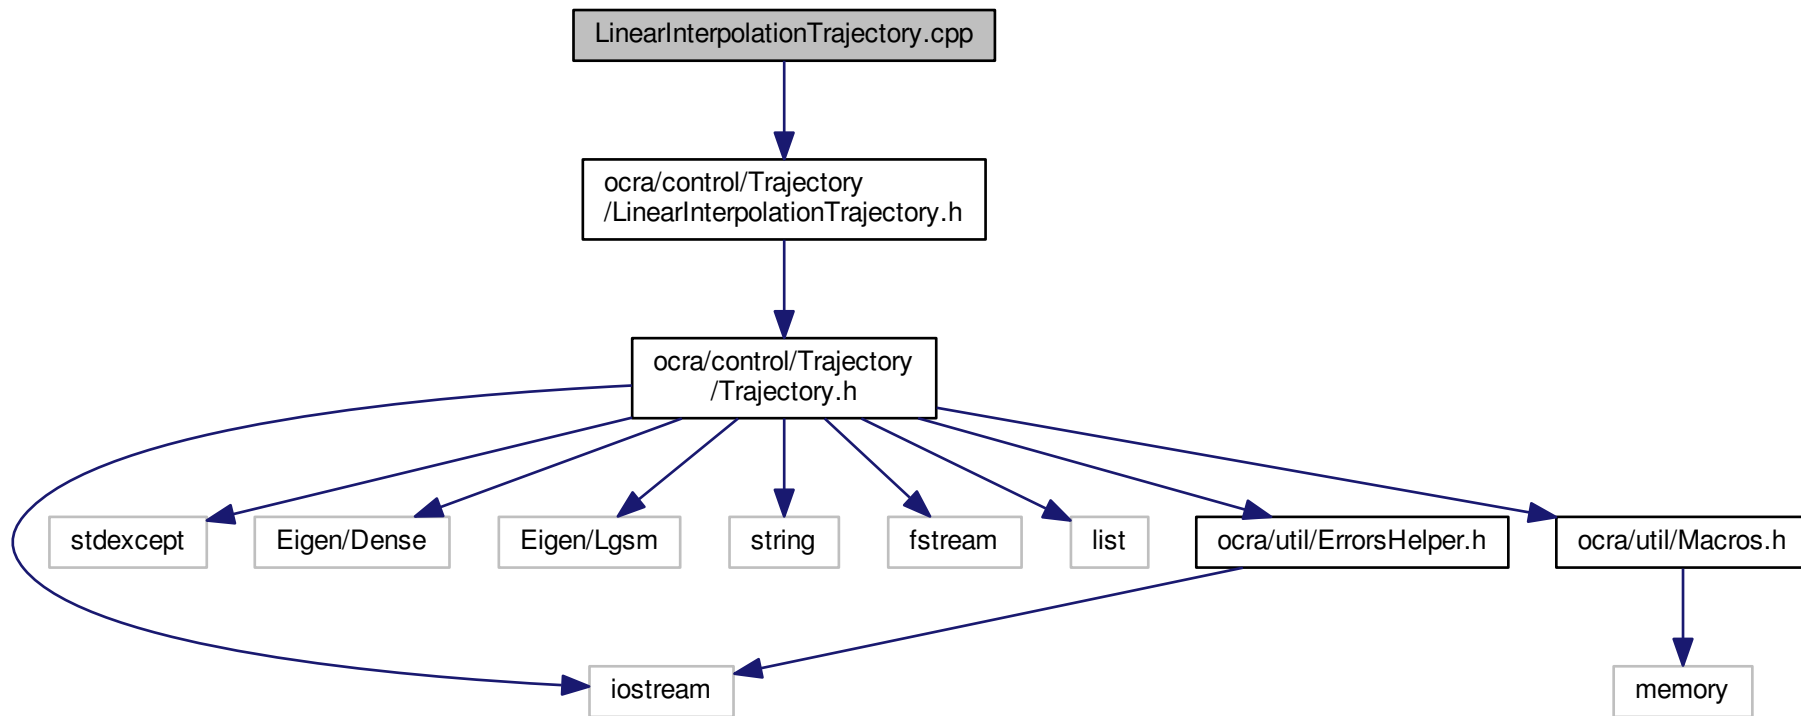 LinearInterpolationTrajectory.cpp
ocra/control/Trajectory
/LinearInterpolationTrajectory.h
ocra/control/Trajectory
/Trajectory.h
stdexcept
Eigen/Dense
Eigen/Lgsm
string
fstream
list
ocra/util/ErrorsHelper.h
ocra/util/Macros.h
iostream
memory